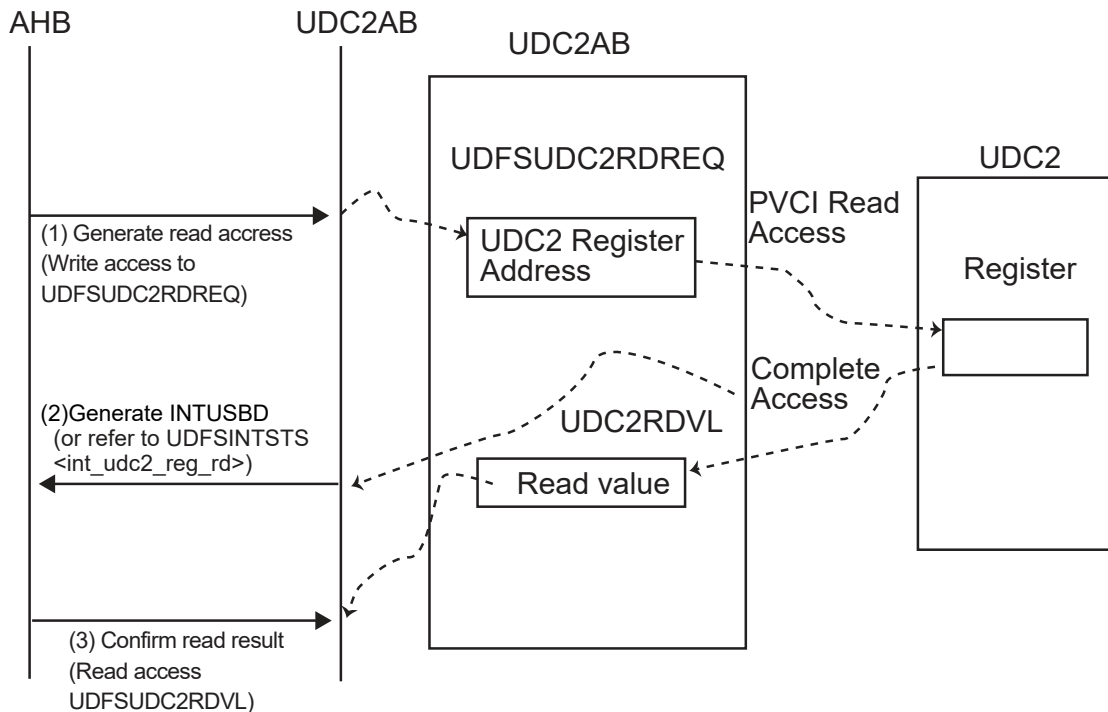 AHB
UDC2AB
UDC2AB
UDC2
UDFSUDC2RDREQ
UDC2 Register
Address
PVCI Read
Access
Register
(1) Generate read accress
(Write access to
UDFSUDC2RDREQ)
Complete
Access
(2)Generate INTUSBD
(or refer to UDFSINTSTS
<int_udc2_reg_rd>)
UDC2RDVL
Read value
(3) Confirm read result
(Read access
UDFSUDC2RDVL)